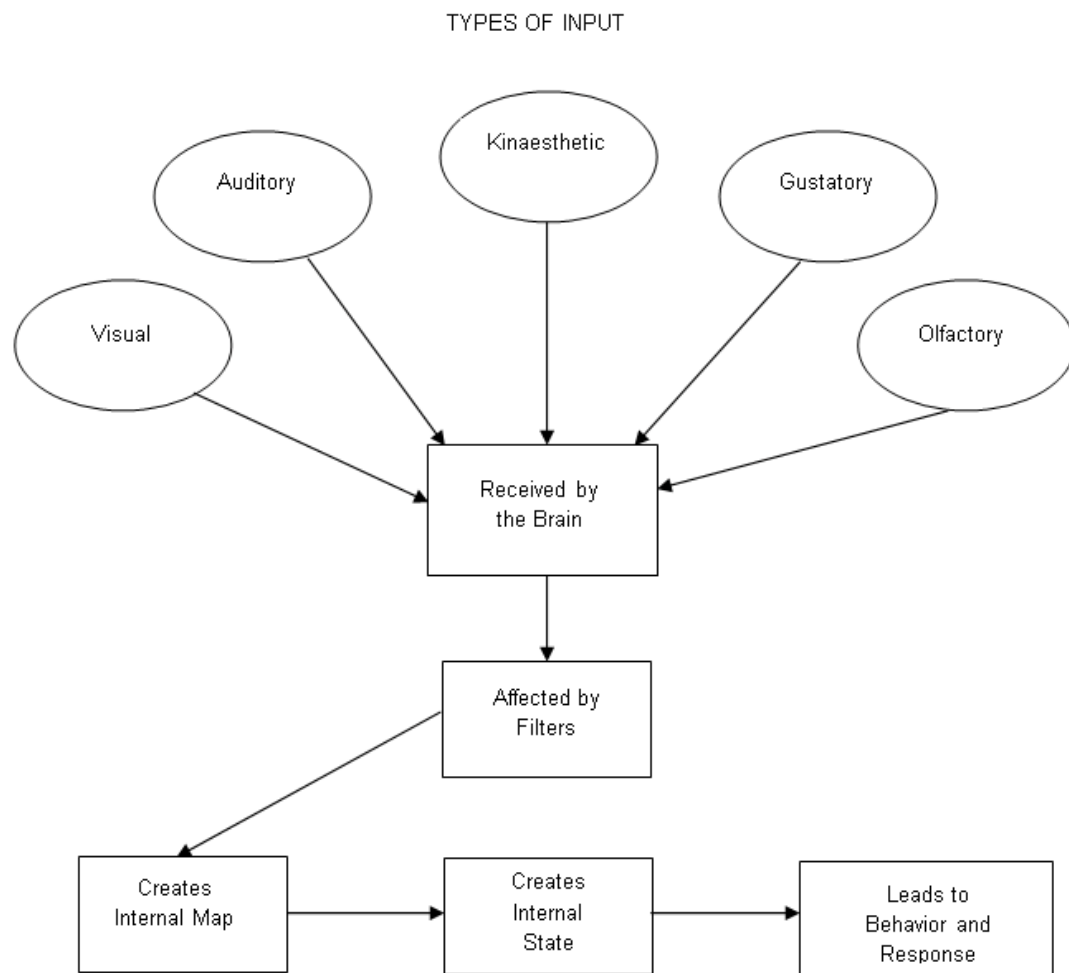 TYPES OF INPUT
Kinaesthetic
Auditory
Gustatory
Visual
Olfactory
Received by
the Brain
Affected by
Filters
Creates
Internal Map
Creates
Internal
State
Leads to
Behavior and
Response